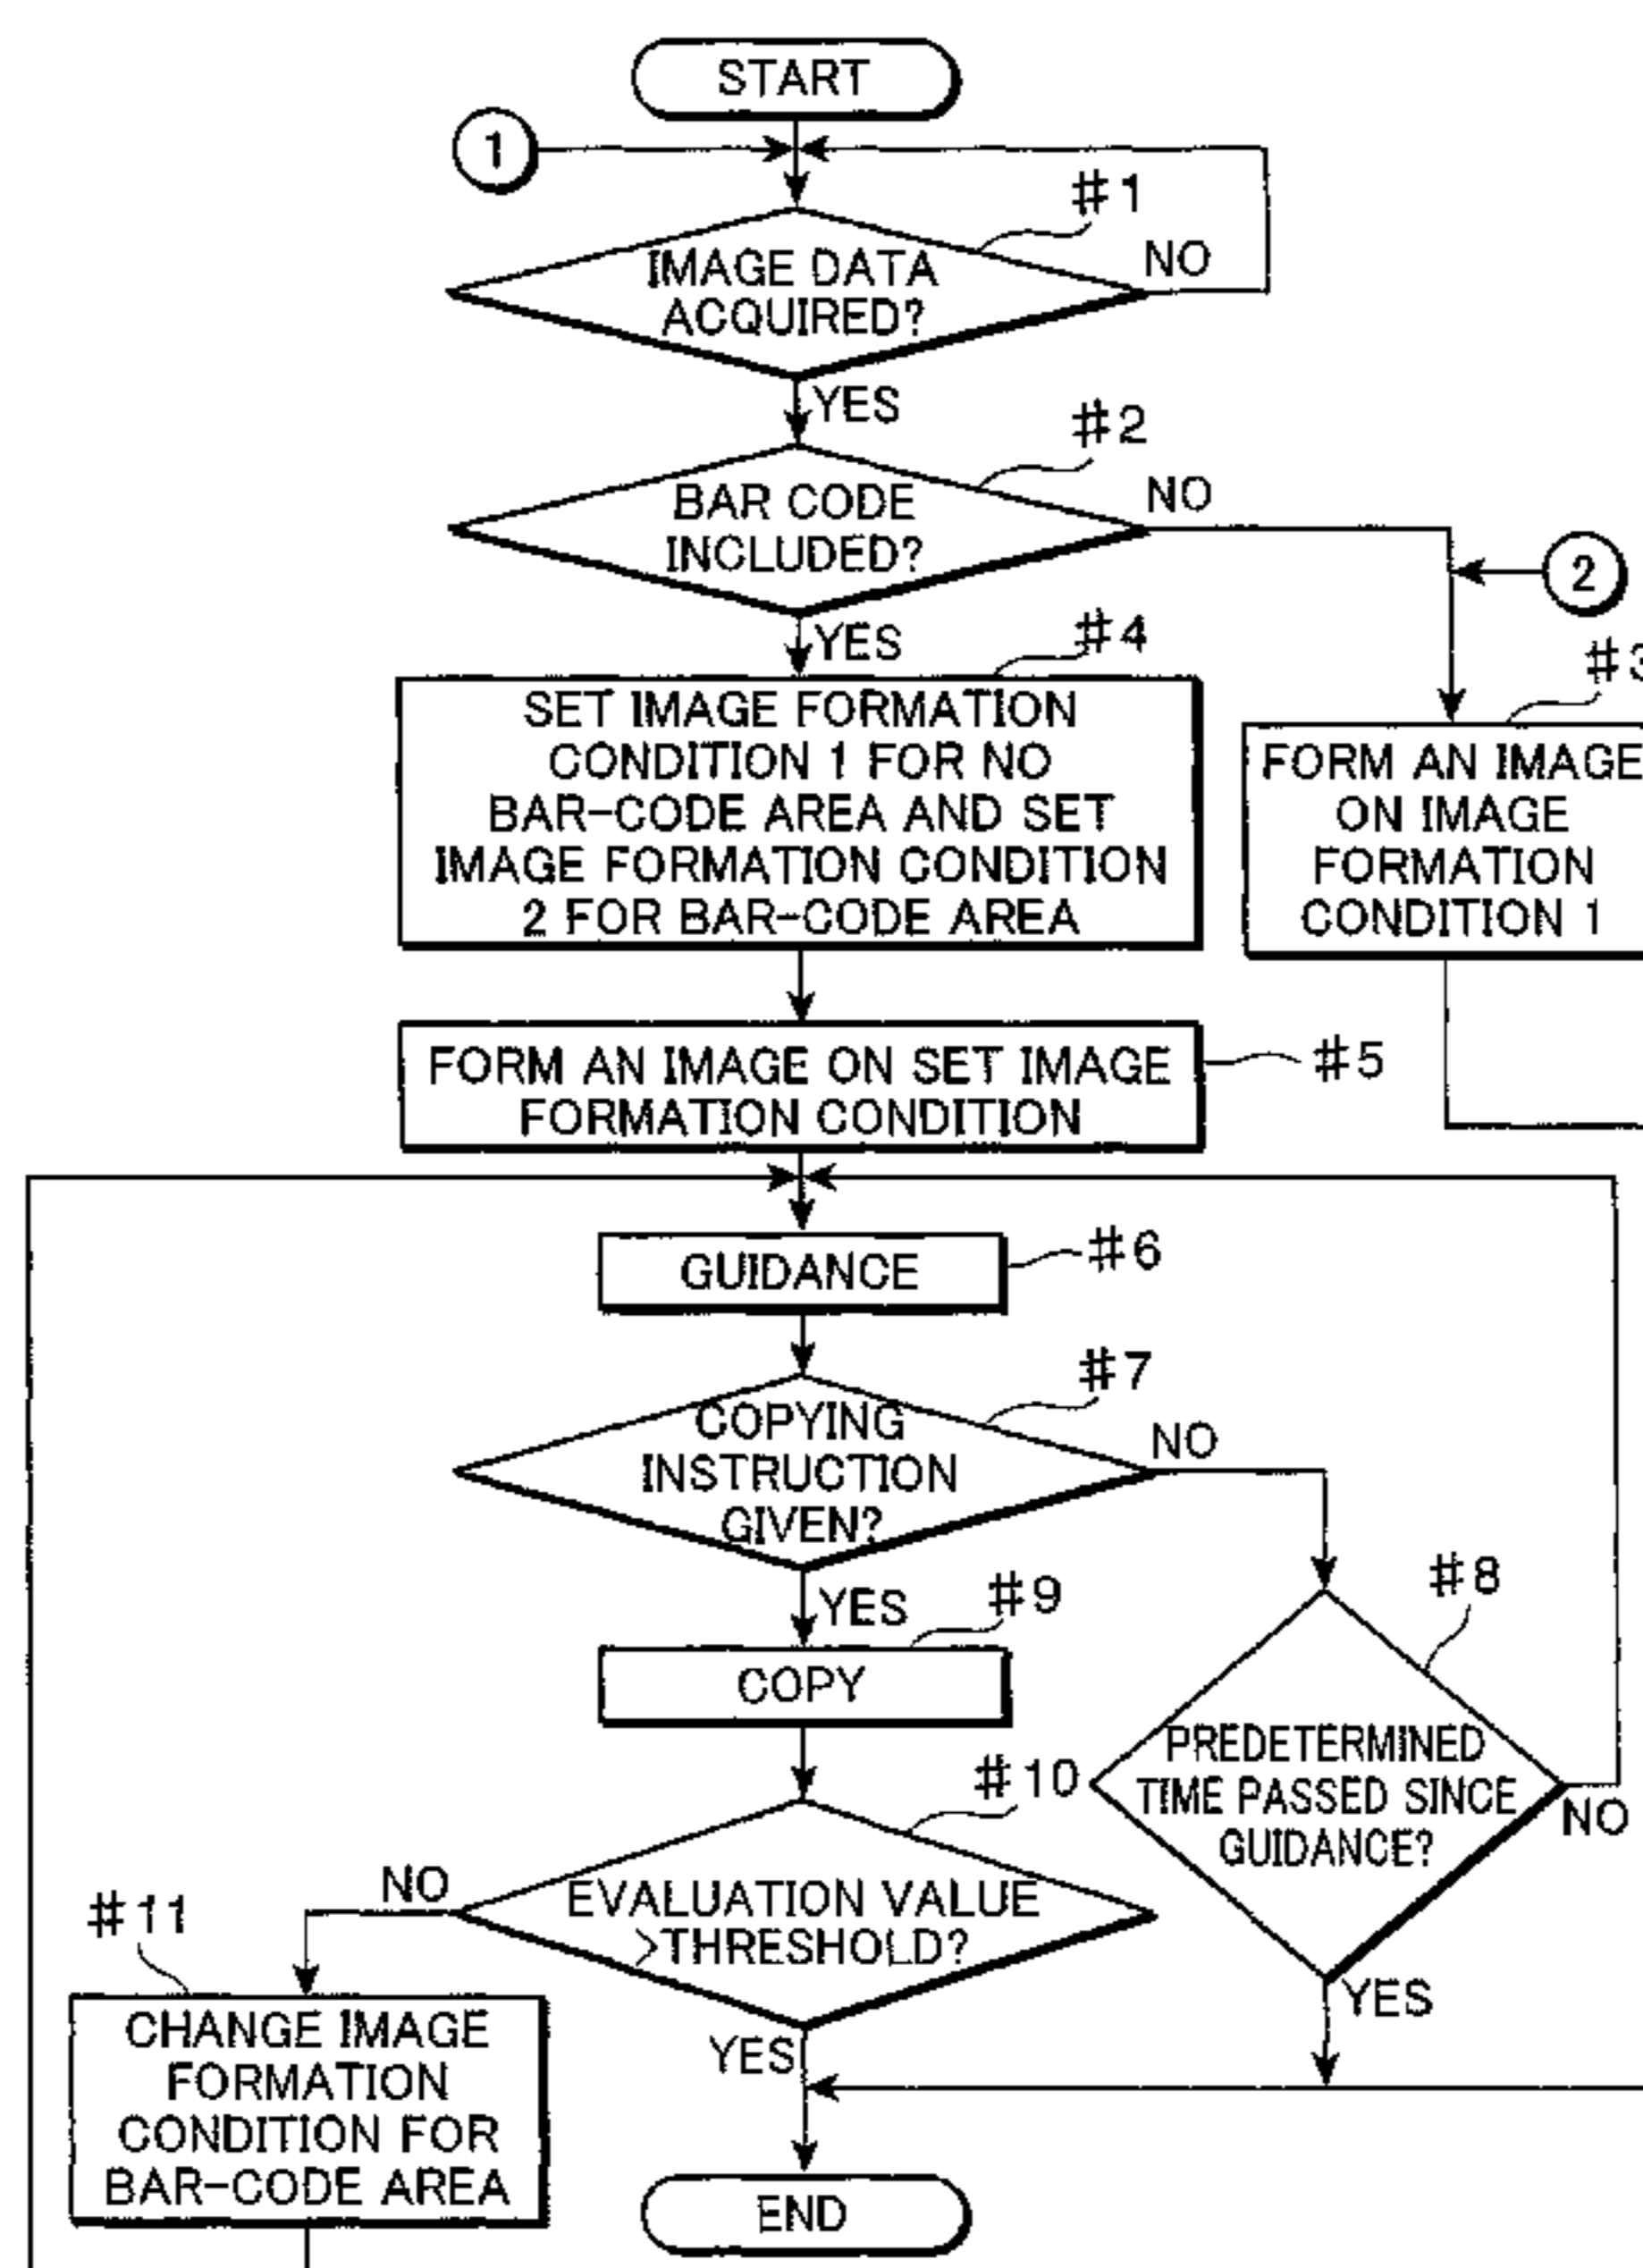 START
1
#1
IMAGE DATA
ACQUIRED?
NO
YES
#2
BAR CODE
INCLUDED?
NO
2
YES
#4
SET IMAGE FORMATION
CONDITION 1 FOR NO
BAR-CODE AREA AND SET
IMAGE FORMATION CONDITION
2 FOR BAR-CODE AREA
#3
FORM AN IMAGE
ON IMAGE
FORMATION
CONDITION 1
FORM AN IMAGE ON SET IMAGE
FORMATION CONDITION
#5
GUIDANCE
#6
#7
COPYING
INSTRUCTION
GIVEN?
NO
YES
#9
COPY
#8
PREDETERMINED
TIME PASSED SINCE
GUIDANCE?
NO
YES
#10
EVALUATION VALUE
>THRESHOLD?
NO
YES
#11
CHANGE IMAGE
FORMATION
CONDITION FOR
BAR-CODE AREA
END